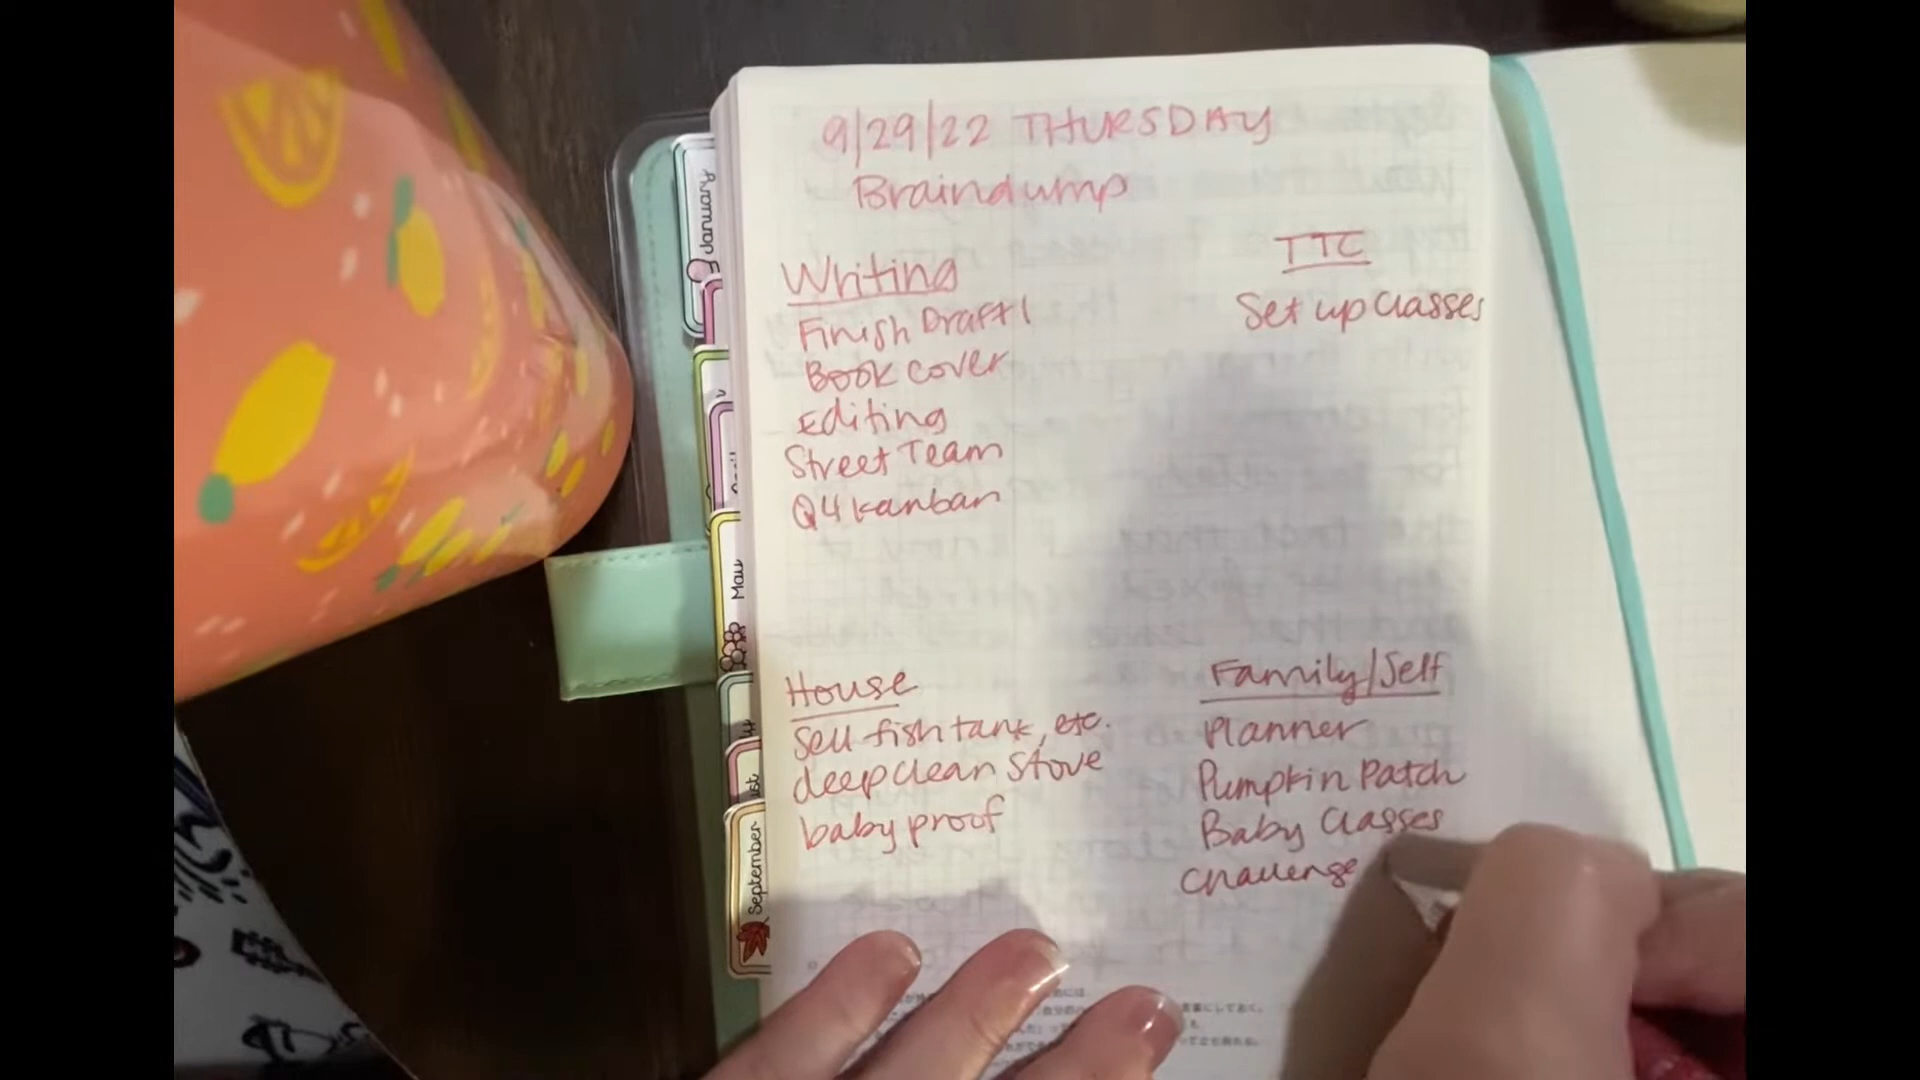 9/29/22 THURSDAY
Braindump
Writing
Finish Draft 1
Book cover
Editing
Street Team
Q4 kanban
TTC
Set up Classes
House
Sell fish tank, etc.
deep clean stove
baby proof
Family/Self
Planner
Pumpkin Patch
Baby Classes
Challenge
January
May
September